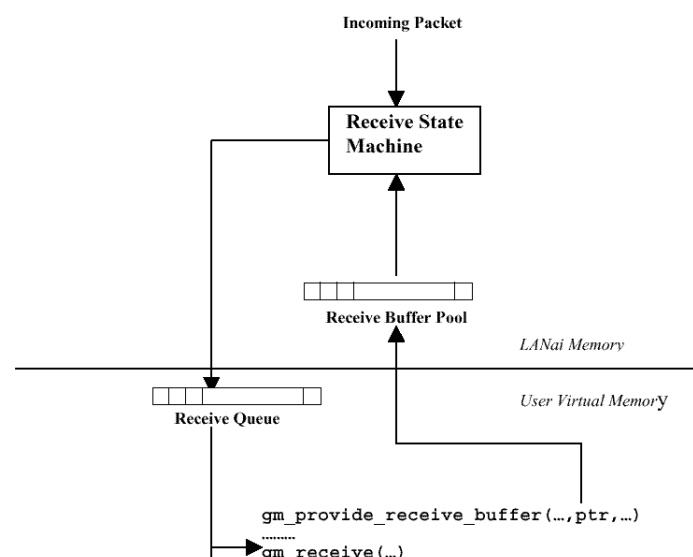 Incoming Packet
Receive State
Machine
Receive Buffer Pool
LANai Memory
User Virtual Memory
Receive Queue
gm_provide_receive_buffer(…,ptr,…)
………
gm_receive(…)